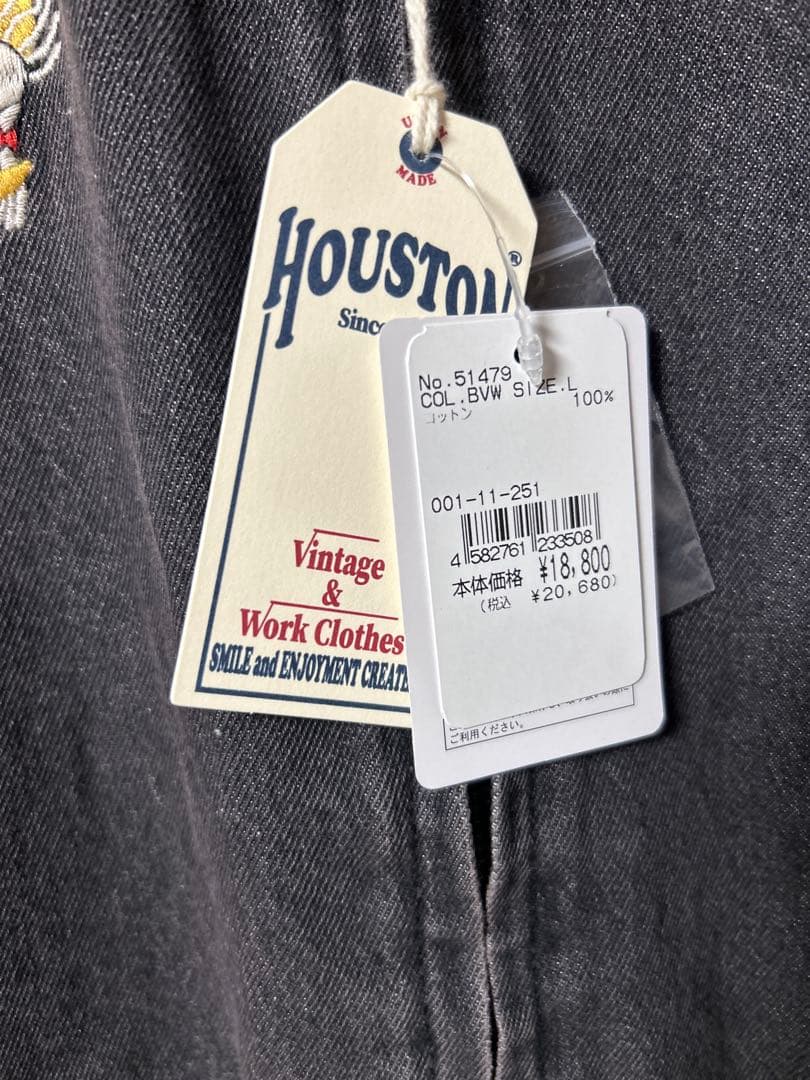 MADE
HOUSTON®
Since
Vintage
&
Work Clothes
SMILE and ENJOYMENT CREATE
No.51479
COL.BVW SIZE.L
コットン 100%
001-11-251
4 582761 233508
本体価格 ¥18,800
(税込 ¥20,680)
ご利用ください。